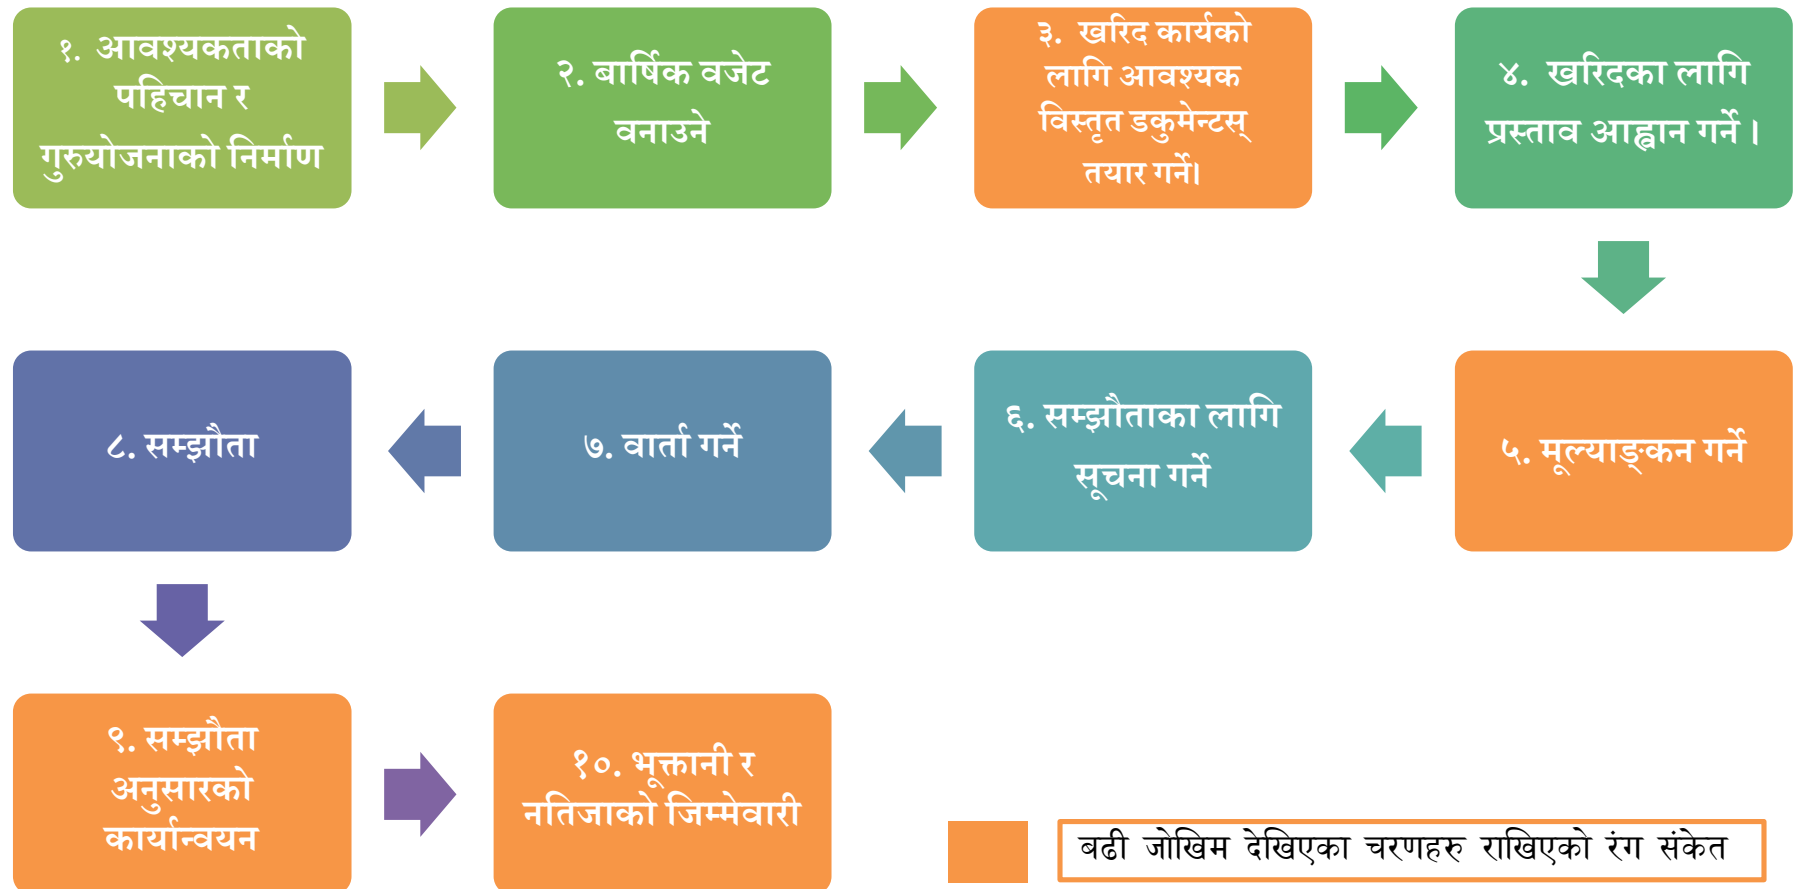 १. आवश्यकताको
पहिचान र
गुरुयोजनाको निर्माण
२. बार्षिक वजेट
वनाउने
३. खरिद कार्यको
लागि आवश्यक
विस्तृत डकुमेन्टस्
तयार गर्ने।
४. खरिदका लागि
प्रस्ताव आह्वान गर्ने ।
५. मूल्याङ्कन गर्ने
६. सम्झौताका लागि
सूचना गर्ने
७. वार्ता गर्ने
८. सम्झौता
९. सम्झौता
अनुसारको
कार्यान्वयन
१०. भूक्तानी र
नतिजाको जिम्मेवारी
बढी जोखिम देखिएका चरणहरु राखिएको रंग संकेत